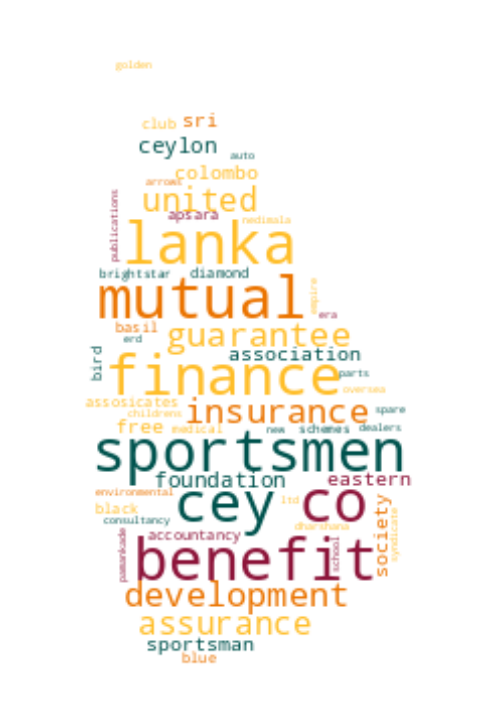 golden
club sri
ceylon
auto
colombo
arrows
united
publications
apsara
nedimala
lanka
brightstar diamond
mutual
empire
era
basil
guarantee
erd
association
bird
finance
parts
oversea
assosicates
insurance
spare
childrens
free medical
new schemes dealers
sportsmen
foundation eastern
environmental
cey co
ltd
black
society
consultancy
dharshana
syndicate
accountancy
pamankade
benefit
school
development
assurance
sportsman
blue